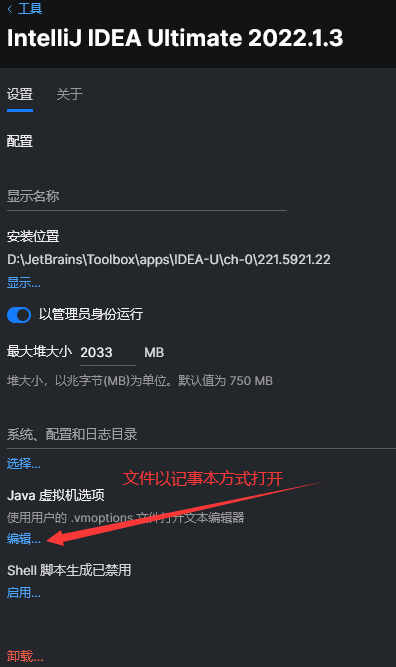 工具
IntelliJ IDEA Ultimate 2022.1.3
设置 关于
配置
显示名称
安装位置
D:\JetBrains\Toolbox\apps\IDEA-U\ch-0\221.5921.22
显示...
以管理员身份运行
最大堆大小 2033 MB
堆大小，以兆字节(MB)为单位。默认值为 750 MB
系统、配置和日志目录
选择...
文件以记事本方式打开
Java 虚拟机选项
使用用户的 .vmoptions 文件打开文本编辑器
编辑...
Shell 脚本生成已禁用
启用...
卸载...